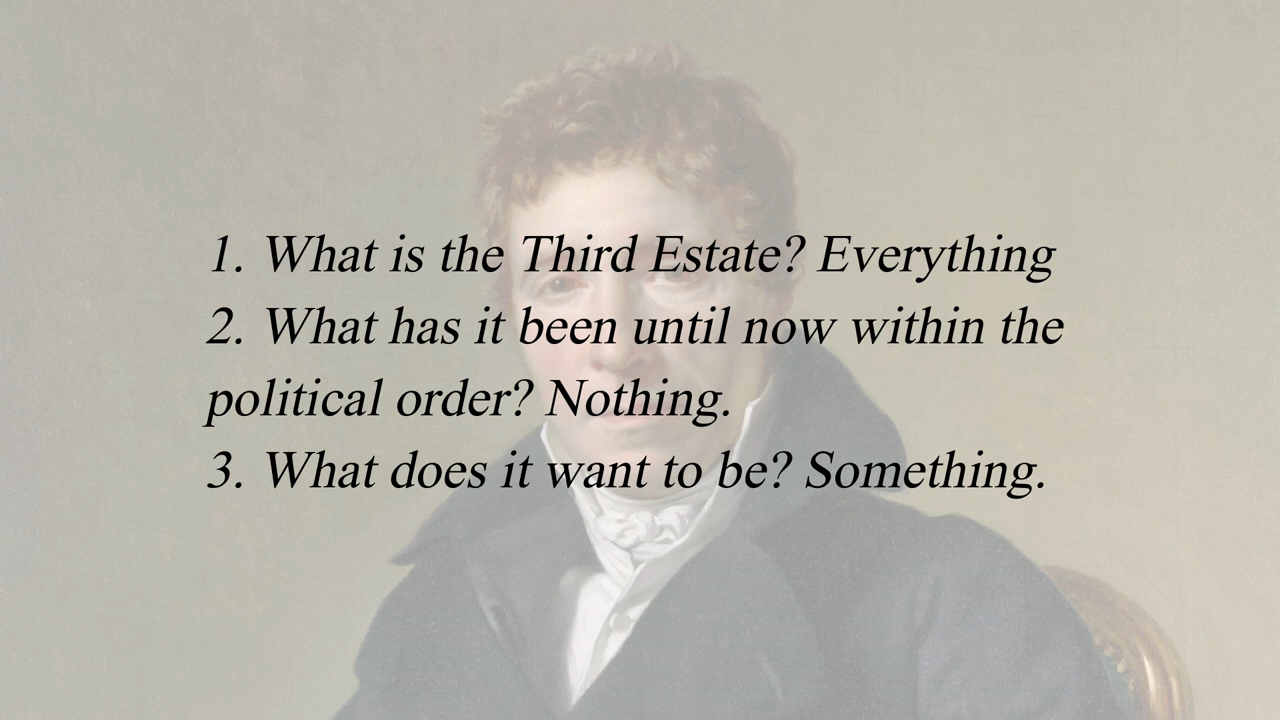 1. What is the Third Estate? Everything
2. What has it been until now within the
political order? Nothing.
3. What does it want to be? Something.